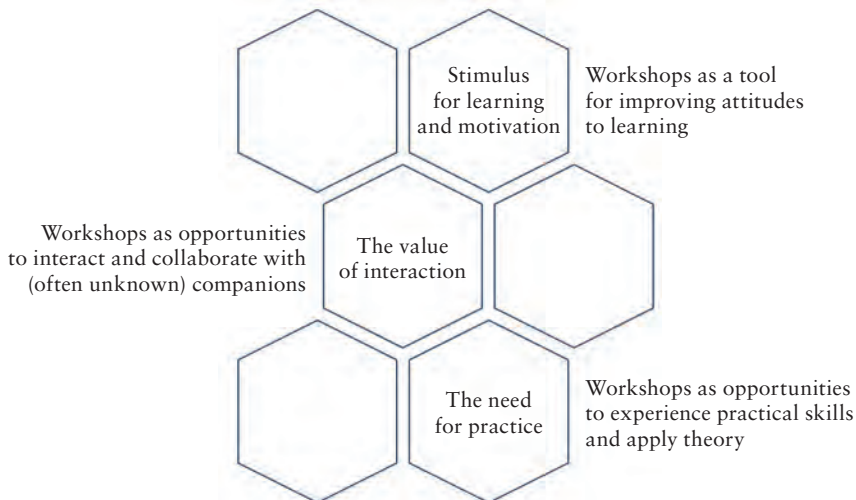 Stimulus
for learning
and motivation
Workshops as a tool
for improving attitudes
to learning
Workshops as opportunities
to interact and collaborate with
(often unknown) companions
The value
of interaction
The need
for practice
Workshops as opportunities
to experience practical skills
and apply theory